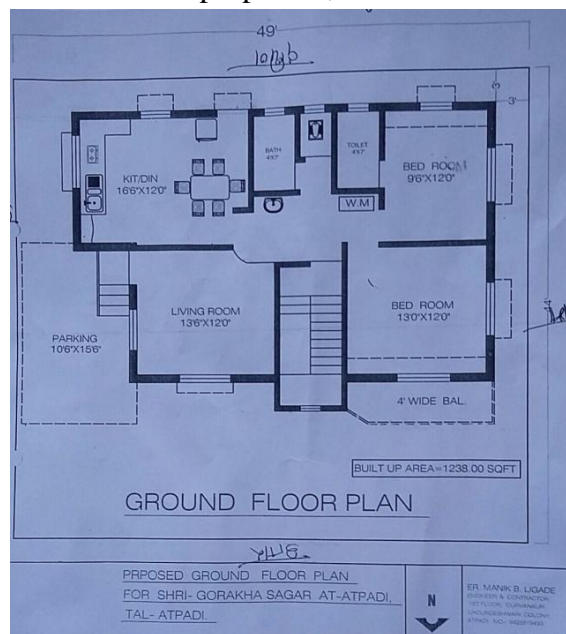 49'
3'
3'
BATH
4'X7'
TOILET
4'X7'
KIT/DIN
16'6"X12'0"
BED ROOM
9'6"X12'0"
W.M
LIVING ROOM
13'6"X12'0"
BED ROOM
13'0"X12'0"
PARKING
10'6"X15'6"
4' WIDE BAL.
BUILT UP AREA=1238.00 SQFT
GROUND FLOOR PLAN
PRPOSED GROUND FLOOR PLAN
FOR SHRI- GORAKHA SAGAR AT-ATPADI,
TAL- ATPADI.
N
ER. MANIK B. LIGADE
ENGINEER & CONTRACTOR